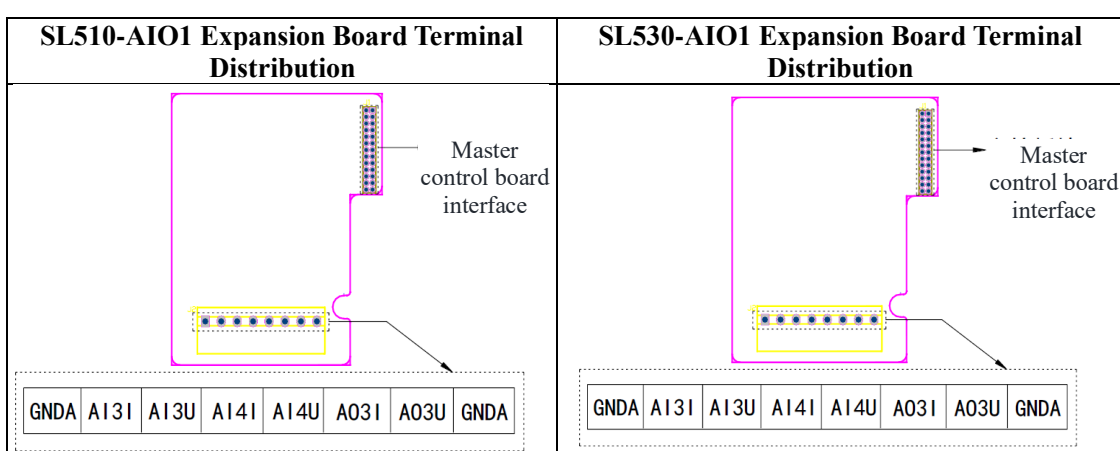 SL510-AIO1 Expansion Board Terminal
Distribution
SL530-AIO1 Expansion Board Terminal
Distribution
Master
control board
interface
Master
control board
interface
GNDA AI3I AI3U AI4I AI4U AO3I AO3U GNDA
GNDA AI3I AI3U AI4I AI4U AO3I AO3U GNDA